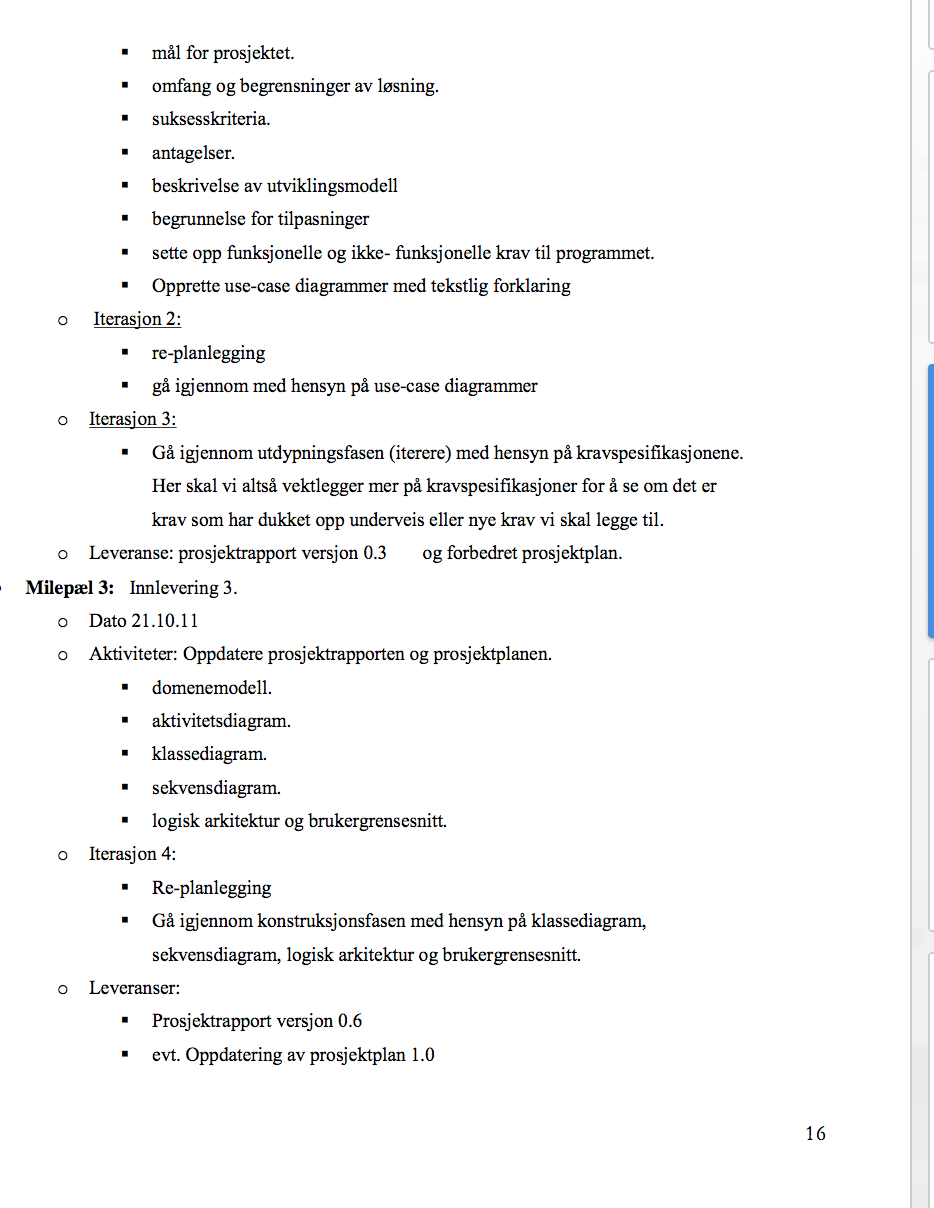 ▪ mål for prosjektet.
▪ omfang og begrensninger av løsning.
▪ suksesskriteria.
▪ antagelser.
▪ beskrivelse av utviklingsmodell
▪ begrunnelse for tilpasninger
▪ sette opp funksjonelle og ikke- funksjonelle krav til programmet.
▪ Opprette use-case diagrammer med tekstlig forklaring
o Iterasjon 2:
▪ re-planlegging
▪ gå igjennom med hensyn på use-case diagrammer
o Iterasjon 3:
▪ Gå igjennom utdypningsfasen (iterere) med hensyn på kravspesifikasjonene.
Her skal vi altså vektlegger mer på kravspesifikasjoner for å se om det er
krav som har dukket opp underveis eller nye krav vi skal legge til.
o Leveranse: prosjektrapport versjon 0.3 og forbedret prosjektplan.
Milepæl 3: Innlevering 3.
o Dato 21.10.11
o Aktiviteter: Oppdatere prosjektrapporten og prosjektplanen.
▪ domenemodell.
▪ aktivitetsdiagram.
▪ klassediagram.
▪ sekvensdiagram.
▪ logisk arkitektur og brukergrensesnitt.
o Iterasjon 4:
▪ Re-planlegging
▪ Gå igjennom konstruksjonsfasen med hensyn på klassediagram,
sekvensdiagram, logisk arkitektur og brukergrensesnitt.
o Leveranser:
▪ Prosjektrapport versjon 0.6
▪ evt. Oppdatering av prosjektplan 1.0
16